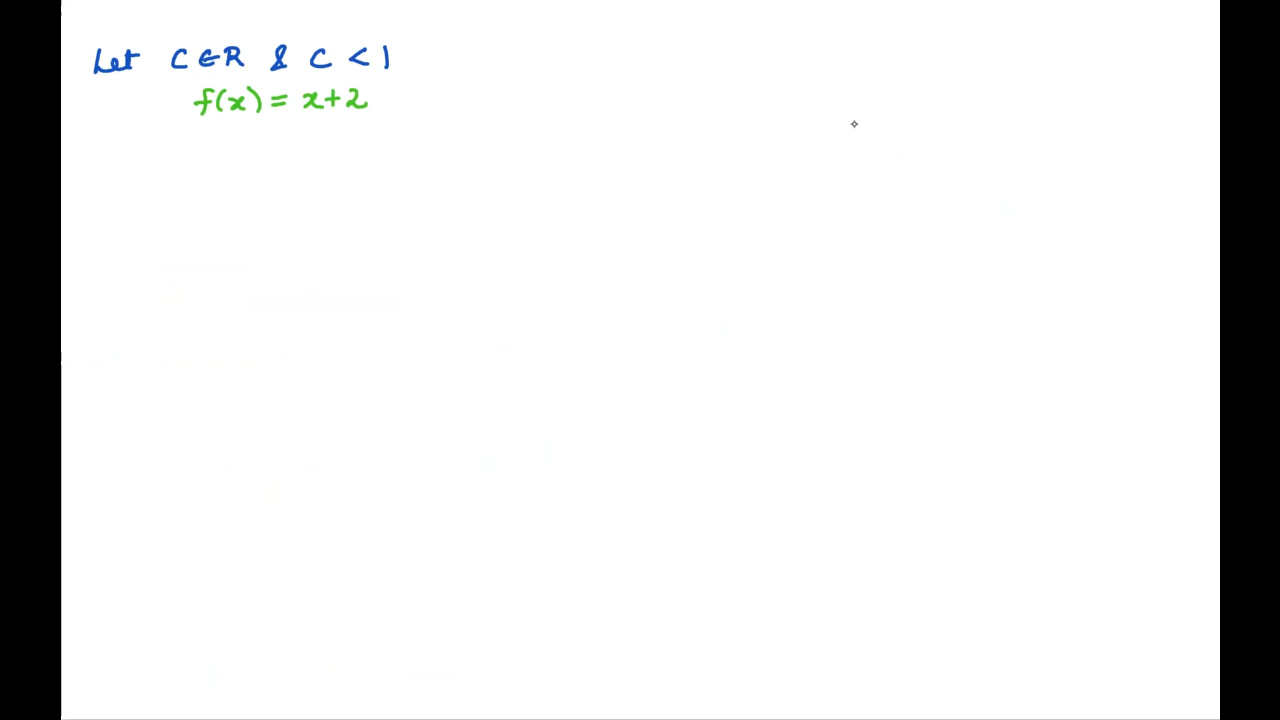 Let C ∈ R & C < 1
f(x) = x+2